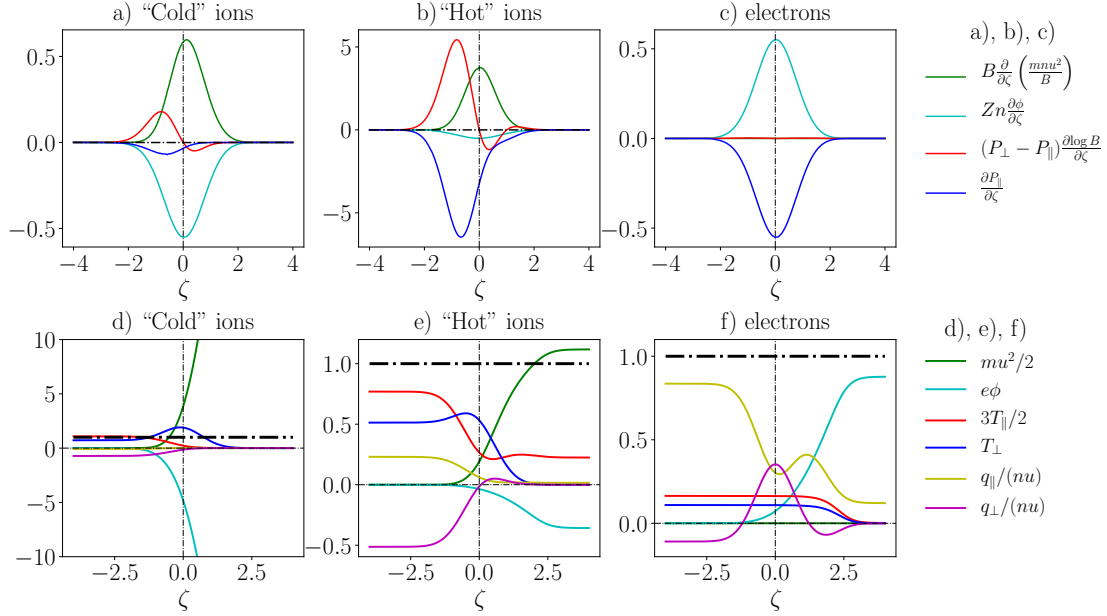 a) “Cold” ions
b) “Hot” ions
c) electrons
a), b), c)
0.5
0.0
−0.5
−4 −2 0 2 4
ζ
5
0
−5
−4 −2 0 2 4
ζ
0.5
0.0
−0.5
−4 −2 0 2 4
ζ
B ∂/∂ζ (mnu²/B)
Zn ∂φ/∂ζ
(P⊥ − P∥) ∂ log B/∂ζ
∂P∥/∂ζ
d) “Cold” ions
e) “Hot” ions
f) electrons
d), e), f)
10
5
0
−5
−10
−2.5 0.0 2.5
ζ
1.0
0.5
0.0
−0.5
−2.5 0.0 2.5
ζ
1.0
0.5
0.0
−2.5 0.0 2.5
ζ
mu²/2
eφ
3T∥/2
T⊥
q∥/(nu)
q⊥/(nu)